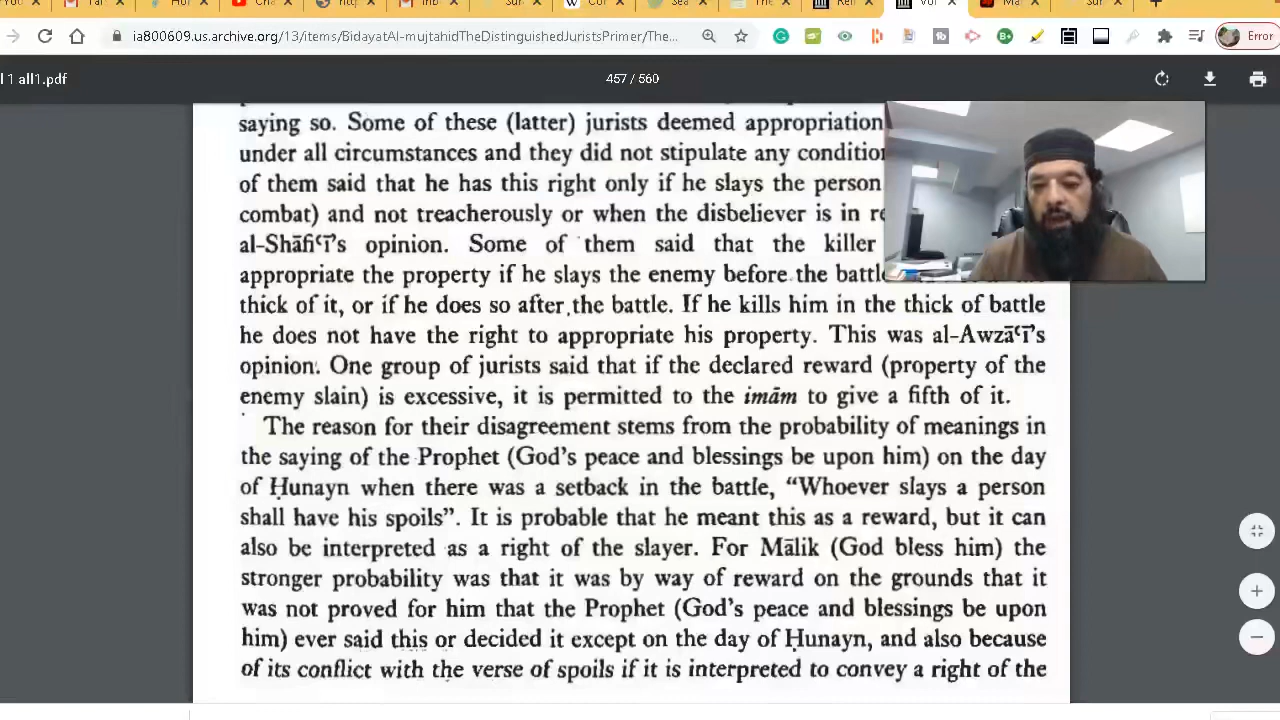 ia800609.us.archive.org/13/items/BidayatAl-mujtahidTheDistinguishedJuristsPrimer/The...
Error
l 1 all1.pdf
457 / 560
saying so. Some of these (latter) jurists deemed appropriation
under all circumstances and they did not stipulate any condition
of them said that he has this right only if he slays the person
combat) and not treacherously or when the disbeliever is in re
al-Shāfiʿī's opinion. Some of them said that the killer
appropriate the property if he slays the enemy before the battle
thick of it, or if he does so after the battle. If he kills him in the thick of battle
he does not have the right to appropriate his property. This was al-Awzāʿī's
opinion. One group of jurists said that if the declared reward (property of the
enemy slain) is excessive, it is permitted to the imām to give a fifth of it.
The reason for their disagreement stems from the probability of meanings in
the saying of the Prophet (God's peace and blessings be upon him) on the day
of Ḥunayn when there was a setback in the battle, "Whoever slays a person
shall have his spoils". It is probable that he meant this as a reward, but it can
also be interpreted as a right of the slayer. For Mālik (God bless him) the
stronger probability was that it was by way of reward on the grounds that it
was not proved for him that the Prophet (God's peace and blessings be upon
him) ever said this or decided it except on the day of Ḥunayn, and also because
of its conflict with the verse of spoils if it is interpreted to convey a right of the